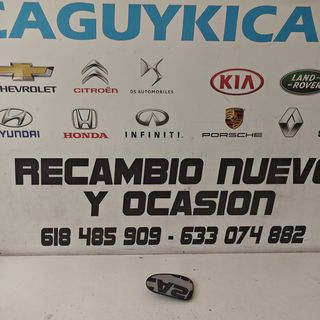 CAGUYKICA
CHEVROLET CITROËN DS AUTOMOBILES KIA LAND ROVER
HYUNDAI HONDA INFINITI PORSCHE
RECAMBIO NUEVO
Y OCASION
618 485 909 - 633 074 882